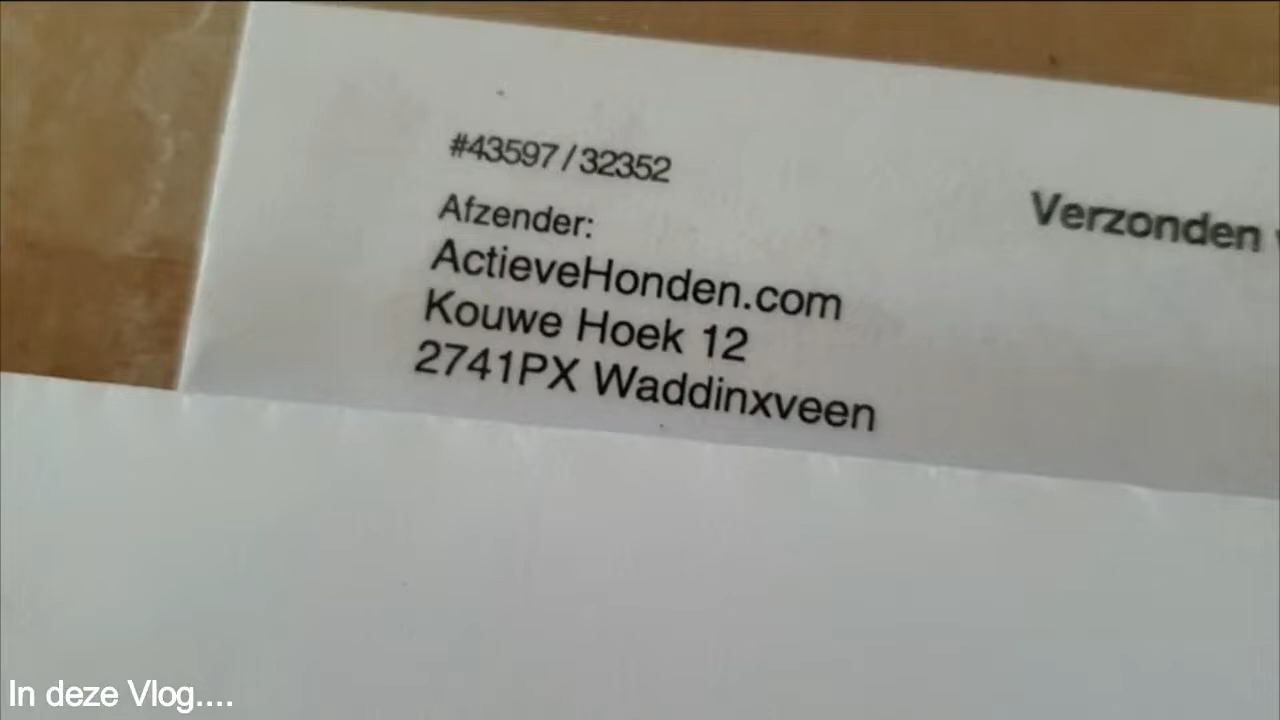 #43597 / 32352
Afzender:
ActieveHonden.com
Kouwe Hoek 12
2741PX Waddinxveen
Verzonden
In deze Vlog....